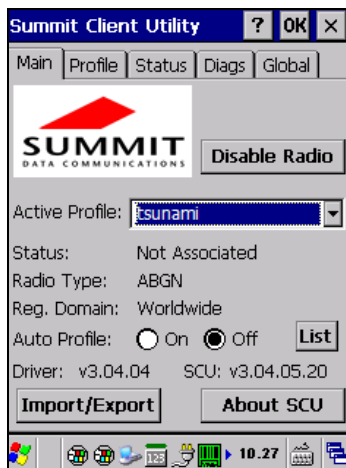 Summit Client Utility ? OK ×
Main Profile Status Diags Global
SUMMIT
DATA COMMUNICATIONS
Disable Radio
Active Profile: tsunami
Status: Not Associated
Radio Type: ABGN
Reg. Domain: Worldwide
Auto Profile: On Off List
Driver: v3.04.04 SCU: v3.04.05.20
Import/Export About SCU
123 10.27